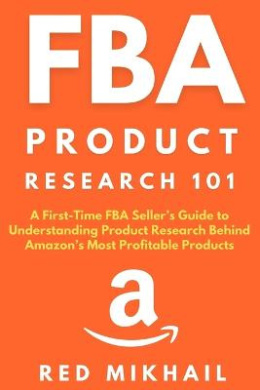 FBA
PRODUCT
RESEARCH 101
A First-Time FBA Seller's Guide to
Understanding Product Research Behind
Amazon's Most Profitable Products
a
RED MIKHAIL